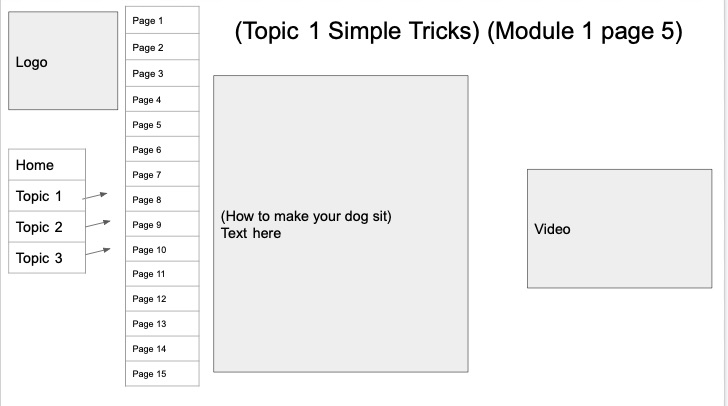 Logo
Home
Topic 1
Topic 2
Topic 3
Page 1
Page 2
Page 3
Page 4
Page 5
Page 6
Page 7
Page 8
Page 9
Page 10
Page 11
Page 12
Page 13
Page 14
Page 15
(Topic 1 Simple Tricks) (Module 1 page 5)
(How to make your dog sit)
Text here
Video